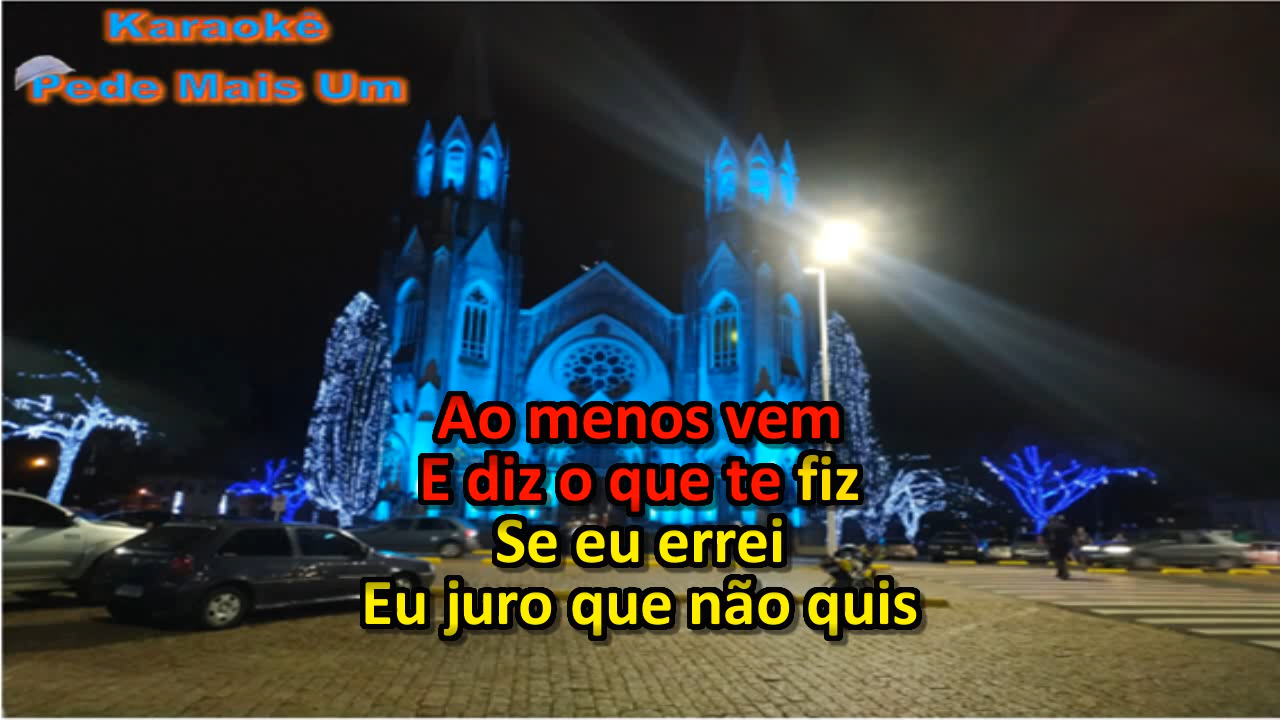 Karaokê
Pede Mais Um
Ao menos vem
E diz o que te fiz
Se eu errei
Eu juro que não quis